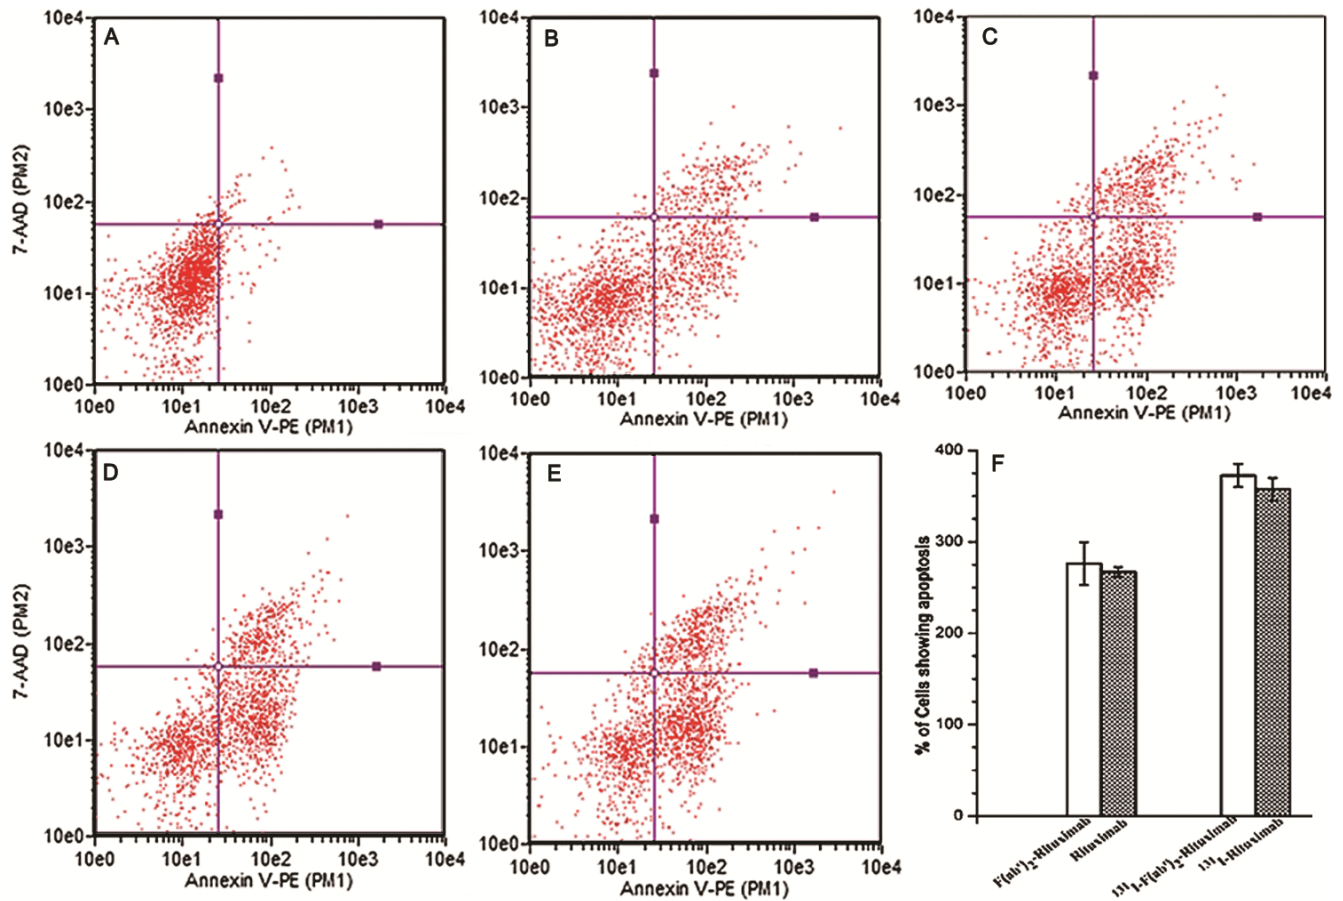 A
10e4
10e3
10e2
10e1
10e0
7-AAD (PM2)
10e0 10e1 10e2 10e3 10e4
Annexin V-PE (PM1)
B
10e4
10e3
10e2
10e1
10e0
10e0 10e1 10e2 10e3 10e4
Annexin V-PE (PM1)
C
10e4
10e3
10e2
10e1
10e0
10e0 10e1 10e2 10e3 10e4
Annexin V-PE (PM1)
D
10e4
10e3
10e2
10e1
10e0
7-AAD (PM2)
10e0 10e1 10e2 10e3 10e4
Annexin V-PE (PM1)
E
10e4
10e3
10e2
10e1
10e0
10e0 10e1 10e2 10e3 10e4
Annexin V-PE (PM1)
F
400
300
200
100
0
% of Cells showing apoptosis
F(ab')2-Rituximab
Rituximab
131I-F(ab')2-Rituximab
131I-Rituximab